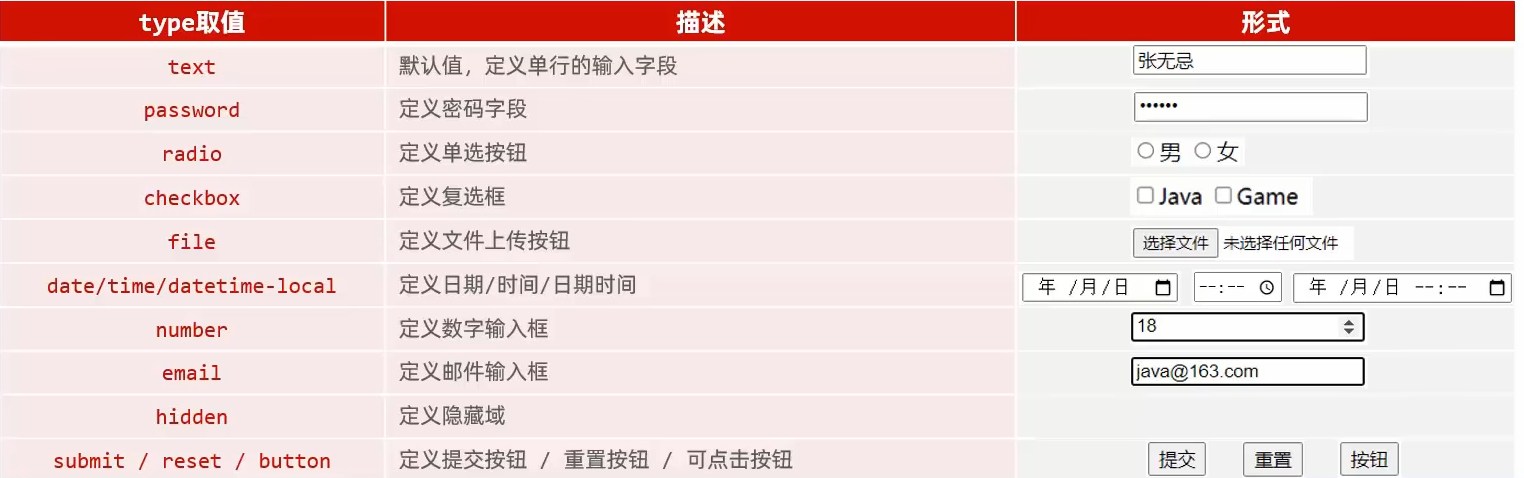 type取值 描述 形式
text 默认值，定义单行的输入字段 张无忌
password 定义密码字段 ••••••
radio 定义单选按钮 男 女
checkbox 定义复选框 Java Game
file 定义文件上传按钮 选择文件 未选择任何文件
date/time/datetime-local 定义日期/时间/日期时间 年 /月/日 --:-- 年 /月/日 --:--
number 定义数字输入框 18
email 定义邮件输入框 java@163.com
hidden 定义隐藏域
submit / reset / button 定义提交按钮 / 重置按钮 / 可点击按钮 提交 重置 按钮